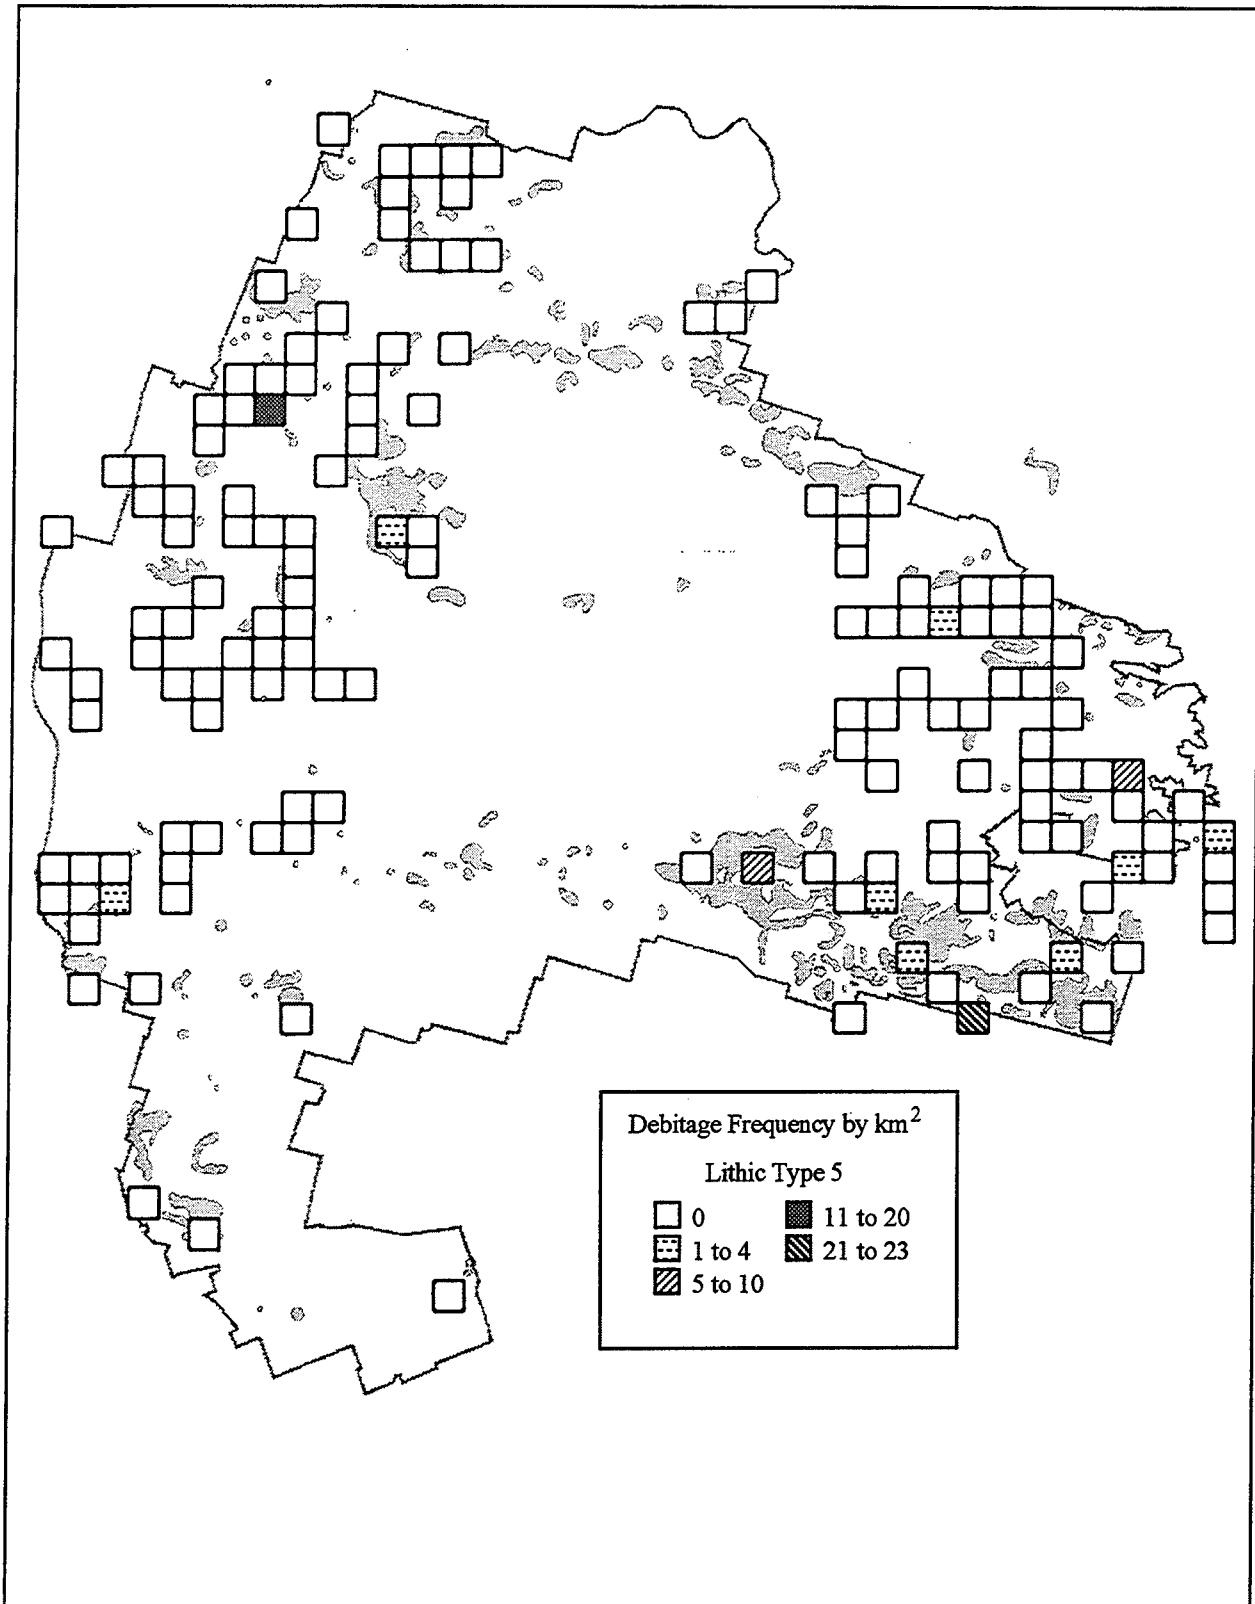 Debitage Frequency by km²
Lithic Type 5
0
11 to 20
1 to 4
21 to 23
5 to 10